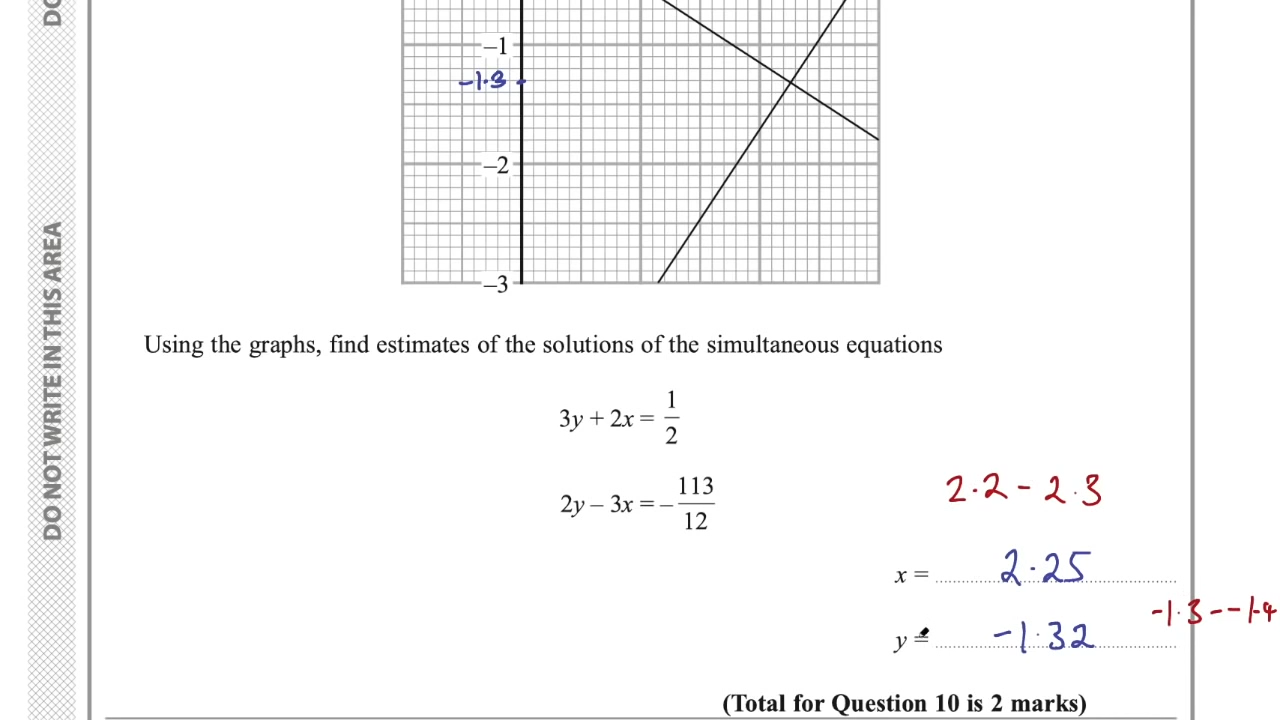 DO
−1
-1.3
−2
−3
DO NOT WRITE IN THIS AREA
Using the graphs, find estimates of the solutions of the simultaneous equations
3y + 2x = 1/2
2y − 3x = −113/12
2.2 - 2.3
x = 2.25
-1.3 - -1.4
y = -1.32
(Total for Question 10 is 2 marks)